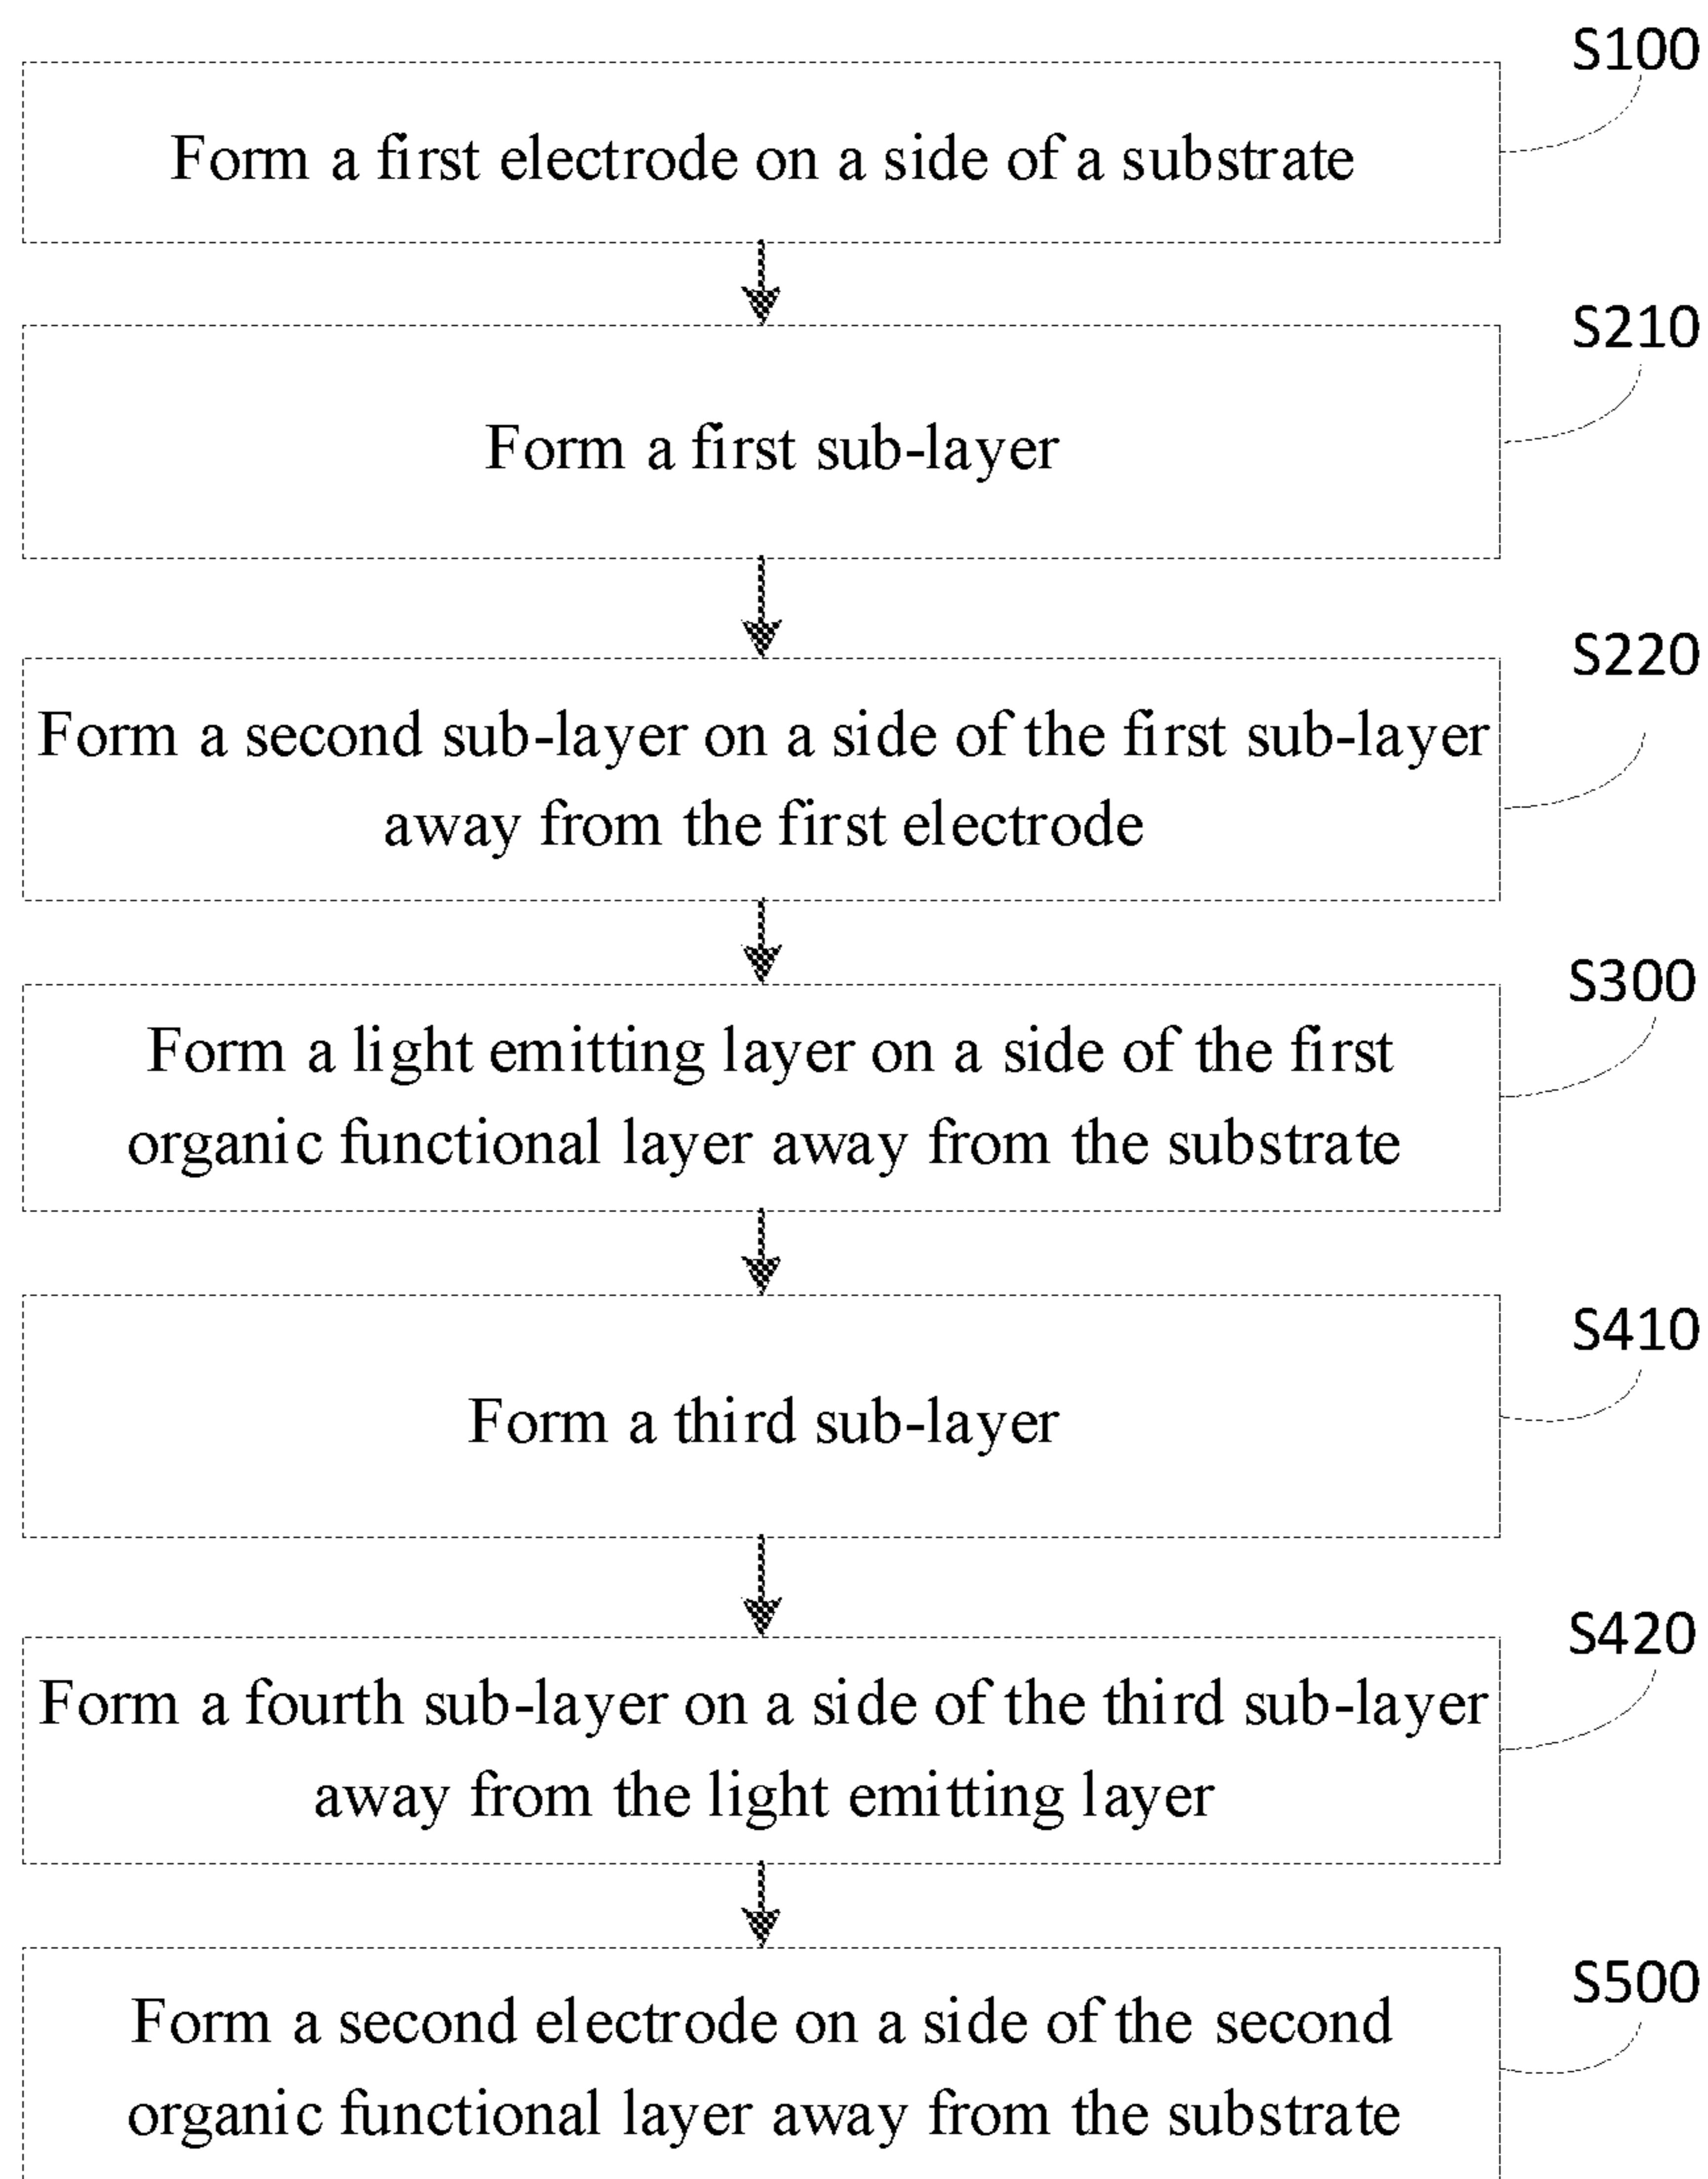 S100
Form a first electrode on a side of a substrate
S210
Form a first sub-layer
S220
Form a second sub-layer on a side of the first sub-layer
away from the first electrode
S300
Form a light emitting layer on a side of the first
organic functional layer away from the substrate
S410
Form a third sub-layer
S420
Form a fourth sub-layer on a side of the third sub-layer
away from the light emitting layer
S500
Form a second electrode on a side of the second
organic functional layer away from the substrate